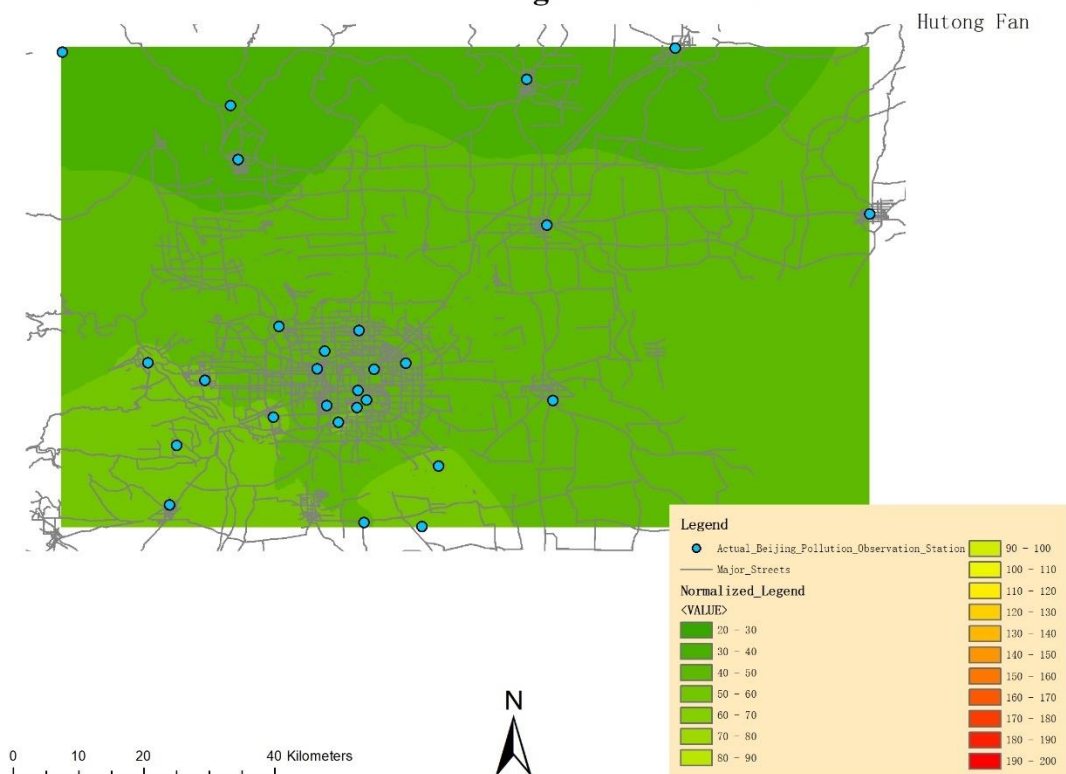 Hutong Fan
Legend
Actual_Beijing_Pollution_Observation_Station
Major_Streets
Normalized_Legend
<VALUE>
20 - 30
30 - 40
40 - 50
50 - 60
60 - 70
70 - 80
80 - 90
90 - 100
100 - 110
110 - 120
120 - 130
130 - 140
140 - 150
150 - 160
160 - 170
170 - 180
180 - 190
190 - 200
N
0 10 20 40 Kilometers